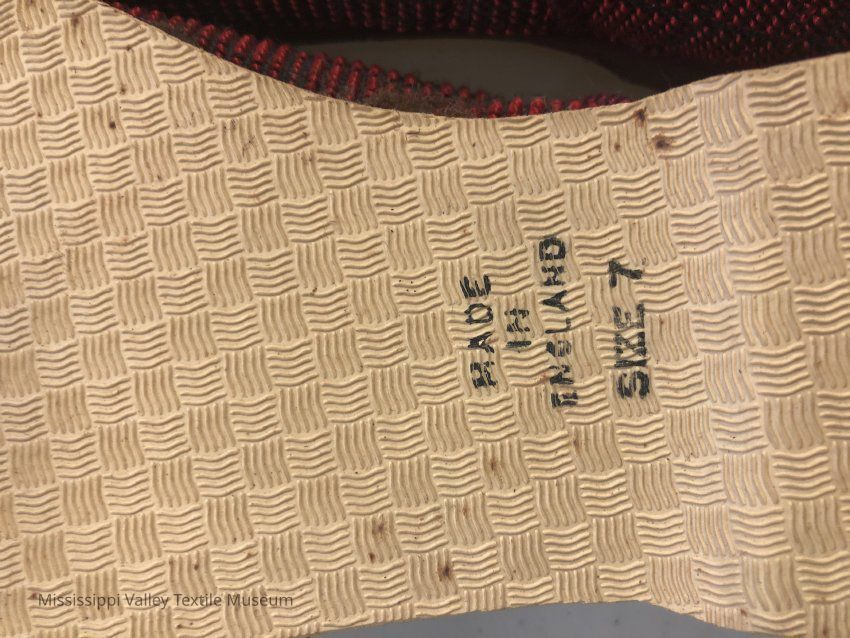 MADE
IN
ENGLAND
SIZE 7
Mississippi Valley Textile Museum